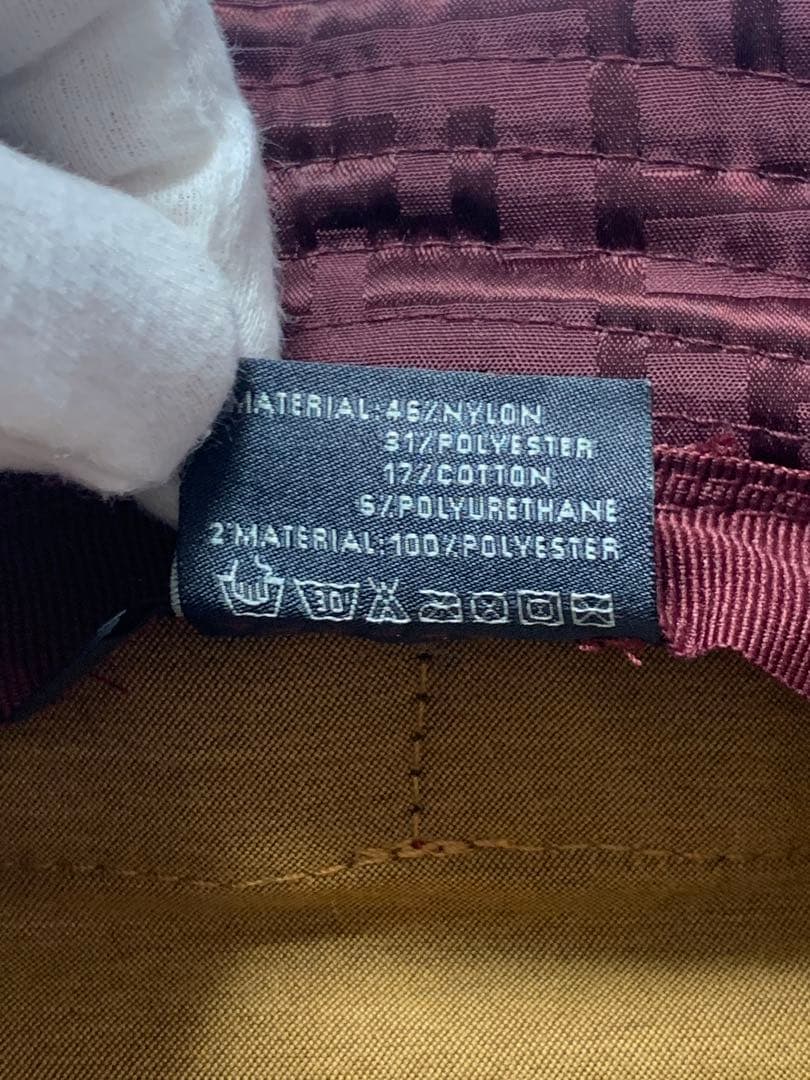 MATERIAL:46%NYLON
31%POLYESTER
17%COTTON
6%POLYURETHANE
2°MATERIAL:100%POLYESTER
30°